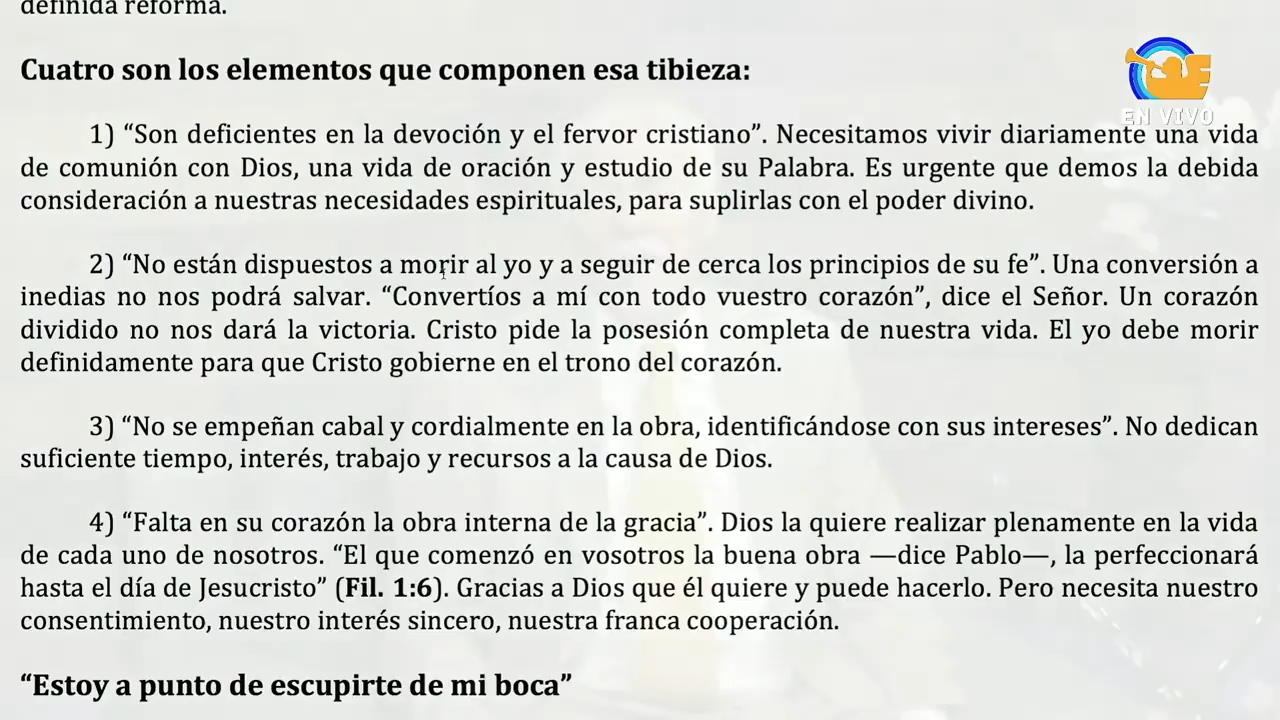 definida reforma.
Cuatro son los elementos que componen esa tibieza:
EN VIVO
1) “Son deficientes en la devoción y el fervor cristiano”. Necesitamos vivir diariamente una vida
de comunión con Dios, una vida de oración y estudio de su Palabra. Es urgente que demos la debida
consideración a nuestras necesidades espirituales, para suplirlas con el poder divino.
2) “No están dispuestos a morir al yo y a seguir de cerca los principios de su fe”. Una conversión a
inedias no nos podrá salvar. “Convertíos a mí con todo vuestro corazón”, dice el Señor. Un corazón
dividido no nos dará la victoria. Cristo pide la posesión completa de nuestra vida. El yo debe morir
definidamente para que Cristo gobierne en el trono del corazón.
3) “No se empeñan cabal y cordialmente en la obra, identificándose con sus intereses”. No dedican
suficiente tiempo, interés, trabajo y recursos a la causa de Dios.
4) “Falta en su corazón la obra interna de la gracia”. Dios la quiere realizar plenamente en la vida
de cada uno de nosotros. “El que comenzó en vosotros la buena obra —dice Pablo—, la perfeccionará
hasta el día de Jesucristo” (Fil. 1:6). Gracias a Dios que él quiere y puede hacerlo. Pero necesita nuestro
consentimiento, nuestro interés sincero, nuestra franca cooperación.
“Estoy a punto de escupirte de mi boca”